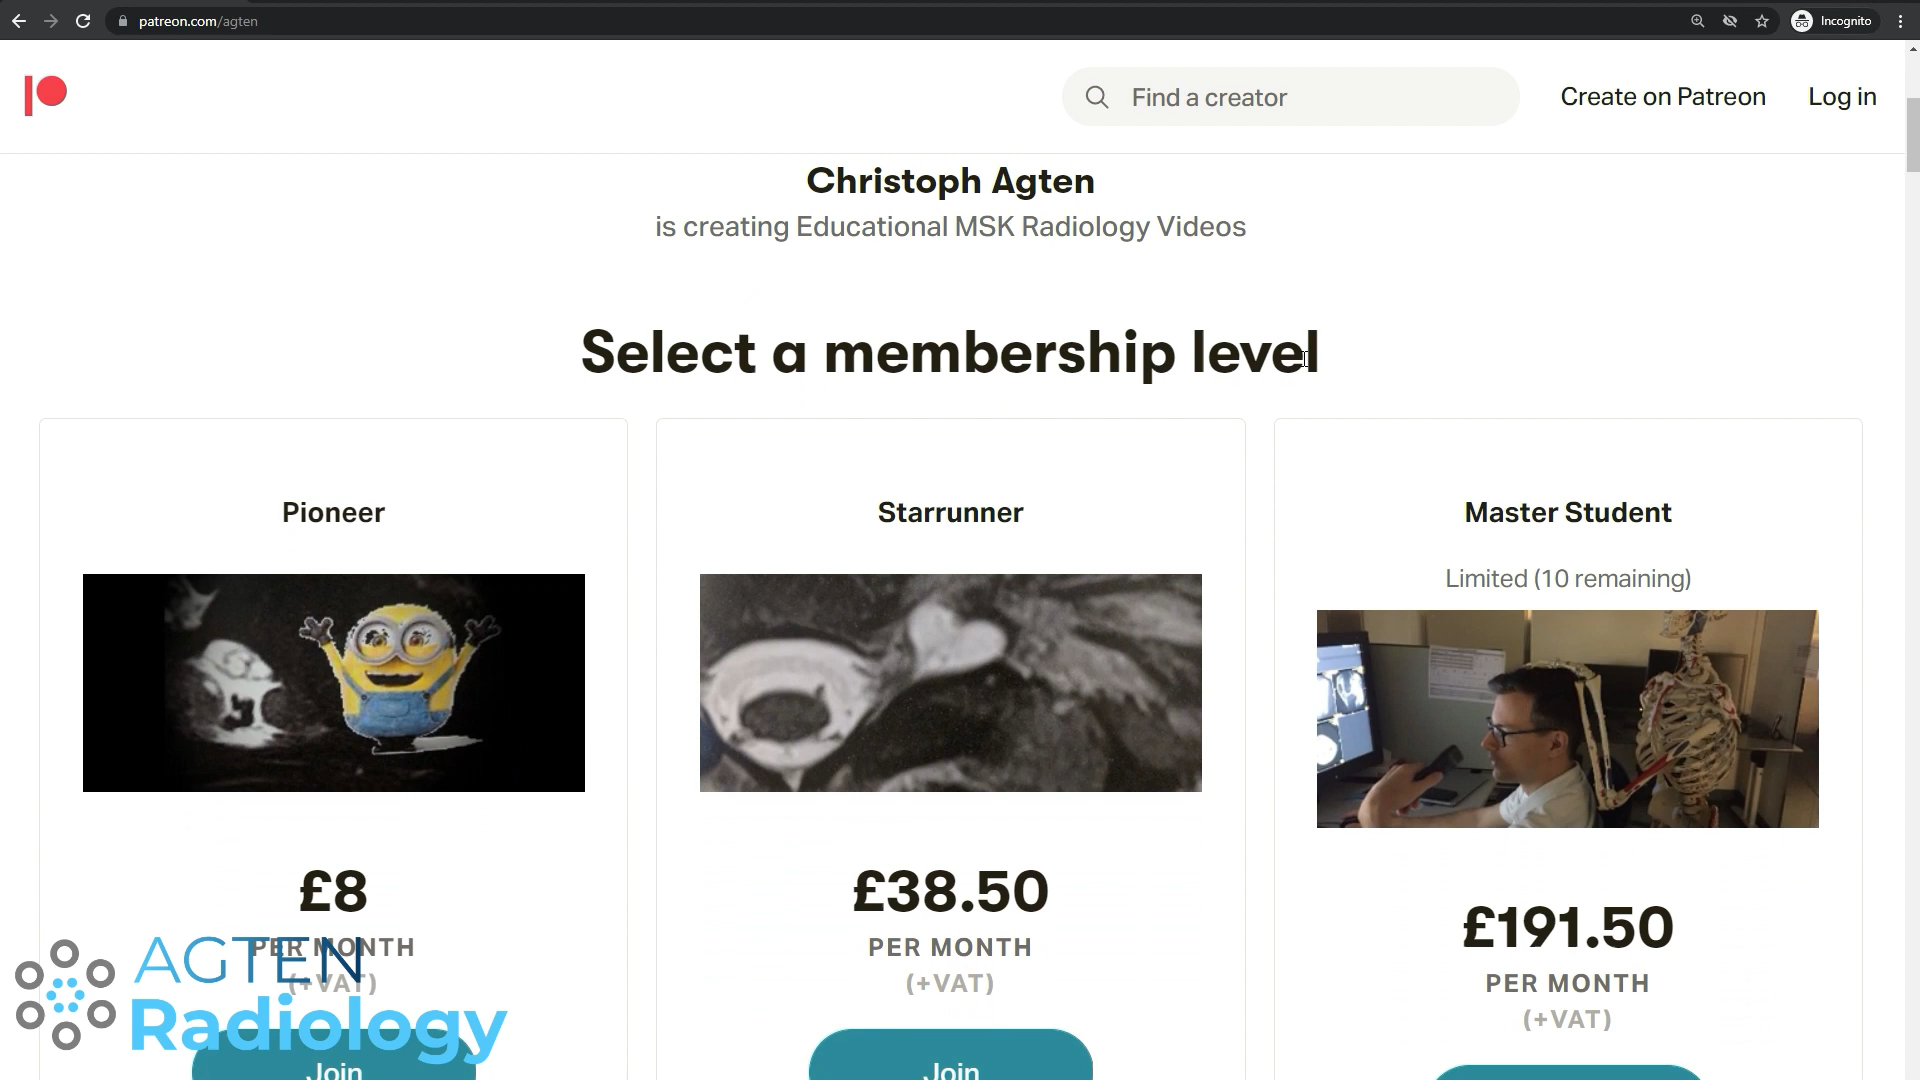 patreon.com/agten
Incognito
Find a creator
Create on Patreon
Log in
Christoph Agten
is creating Educational MSK Radiology Videos
Select a membership level
Pioneer
£8
PER MONTH
(+VAT)
Join
Starrunner
£38.50
PER MONTH
(+VAT)
Join
Master Student
Limited (10 remaining)
£191.50
PER MONTH
(+VAT)
AGTEN
Radiology